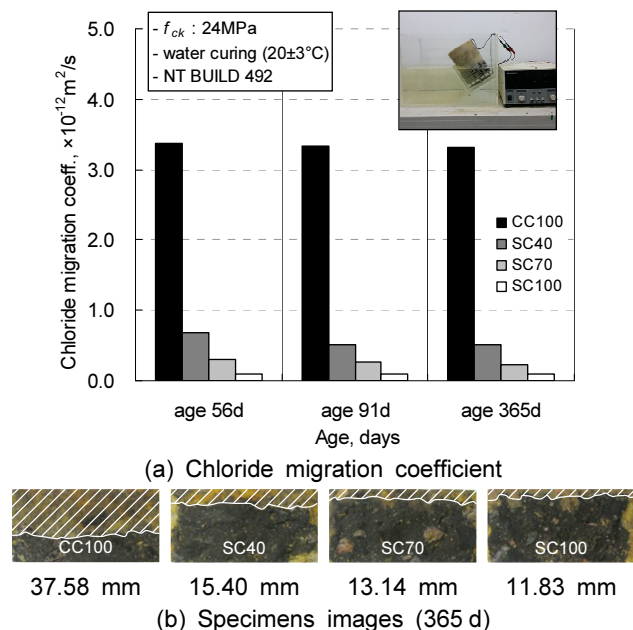 - fck : 24MPa
- water curing (20±3°C)
- NT BUILD 492
5.0
4.0
3.0
2.0
1.0
0.0
Chloride migration coeff., ×10-12m2/s
CC100
SC40
SC70
SC100
age 56d age 91d age 365d
Age, days
(a) Chloride migration coefficient
CC100 SC40 SC70 SC100
37.58 mm 15.40 mm 13.14 mm 11.83 mm
(b) Specimens images (365 d)